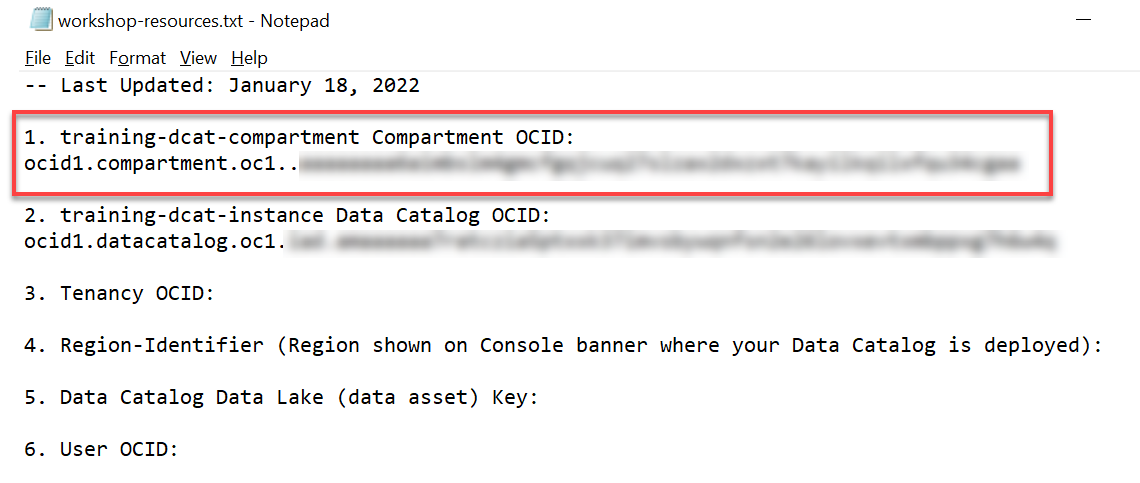 workshop-resources.txt - Notepad
File Edit Format View Help
-- Last Updated: January 18, 2022
1. training-dcat-compartment Compartment OCID:
ocid1.compartment.oc1..
2. training-dcat-instance Data Catalog OCID:
ocid1.datacatalog.oc1.
3. Tenancy OCID:
4. Region-Identifier (Region shown on Console banner where your Data Catalog is deployed):
5. Data Catalog Data Lake (data asset) Key:
6. User OCID: